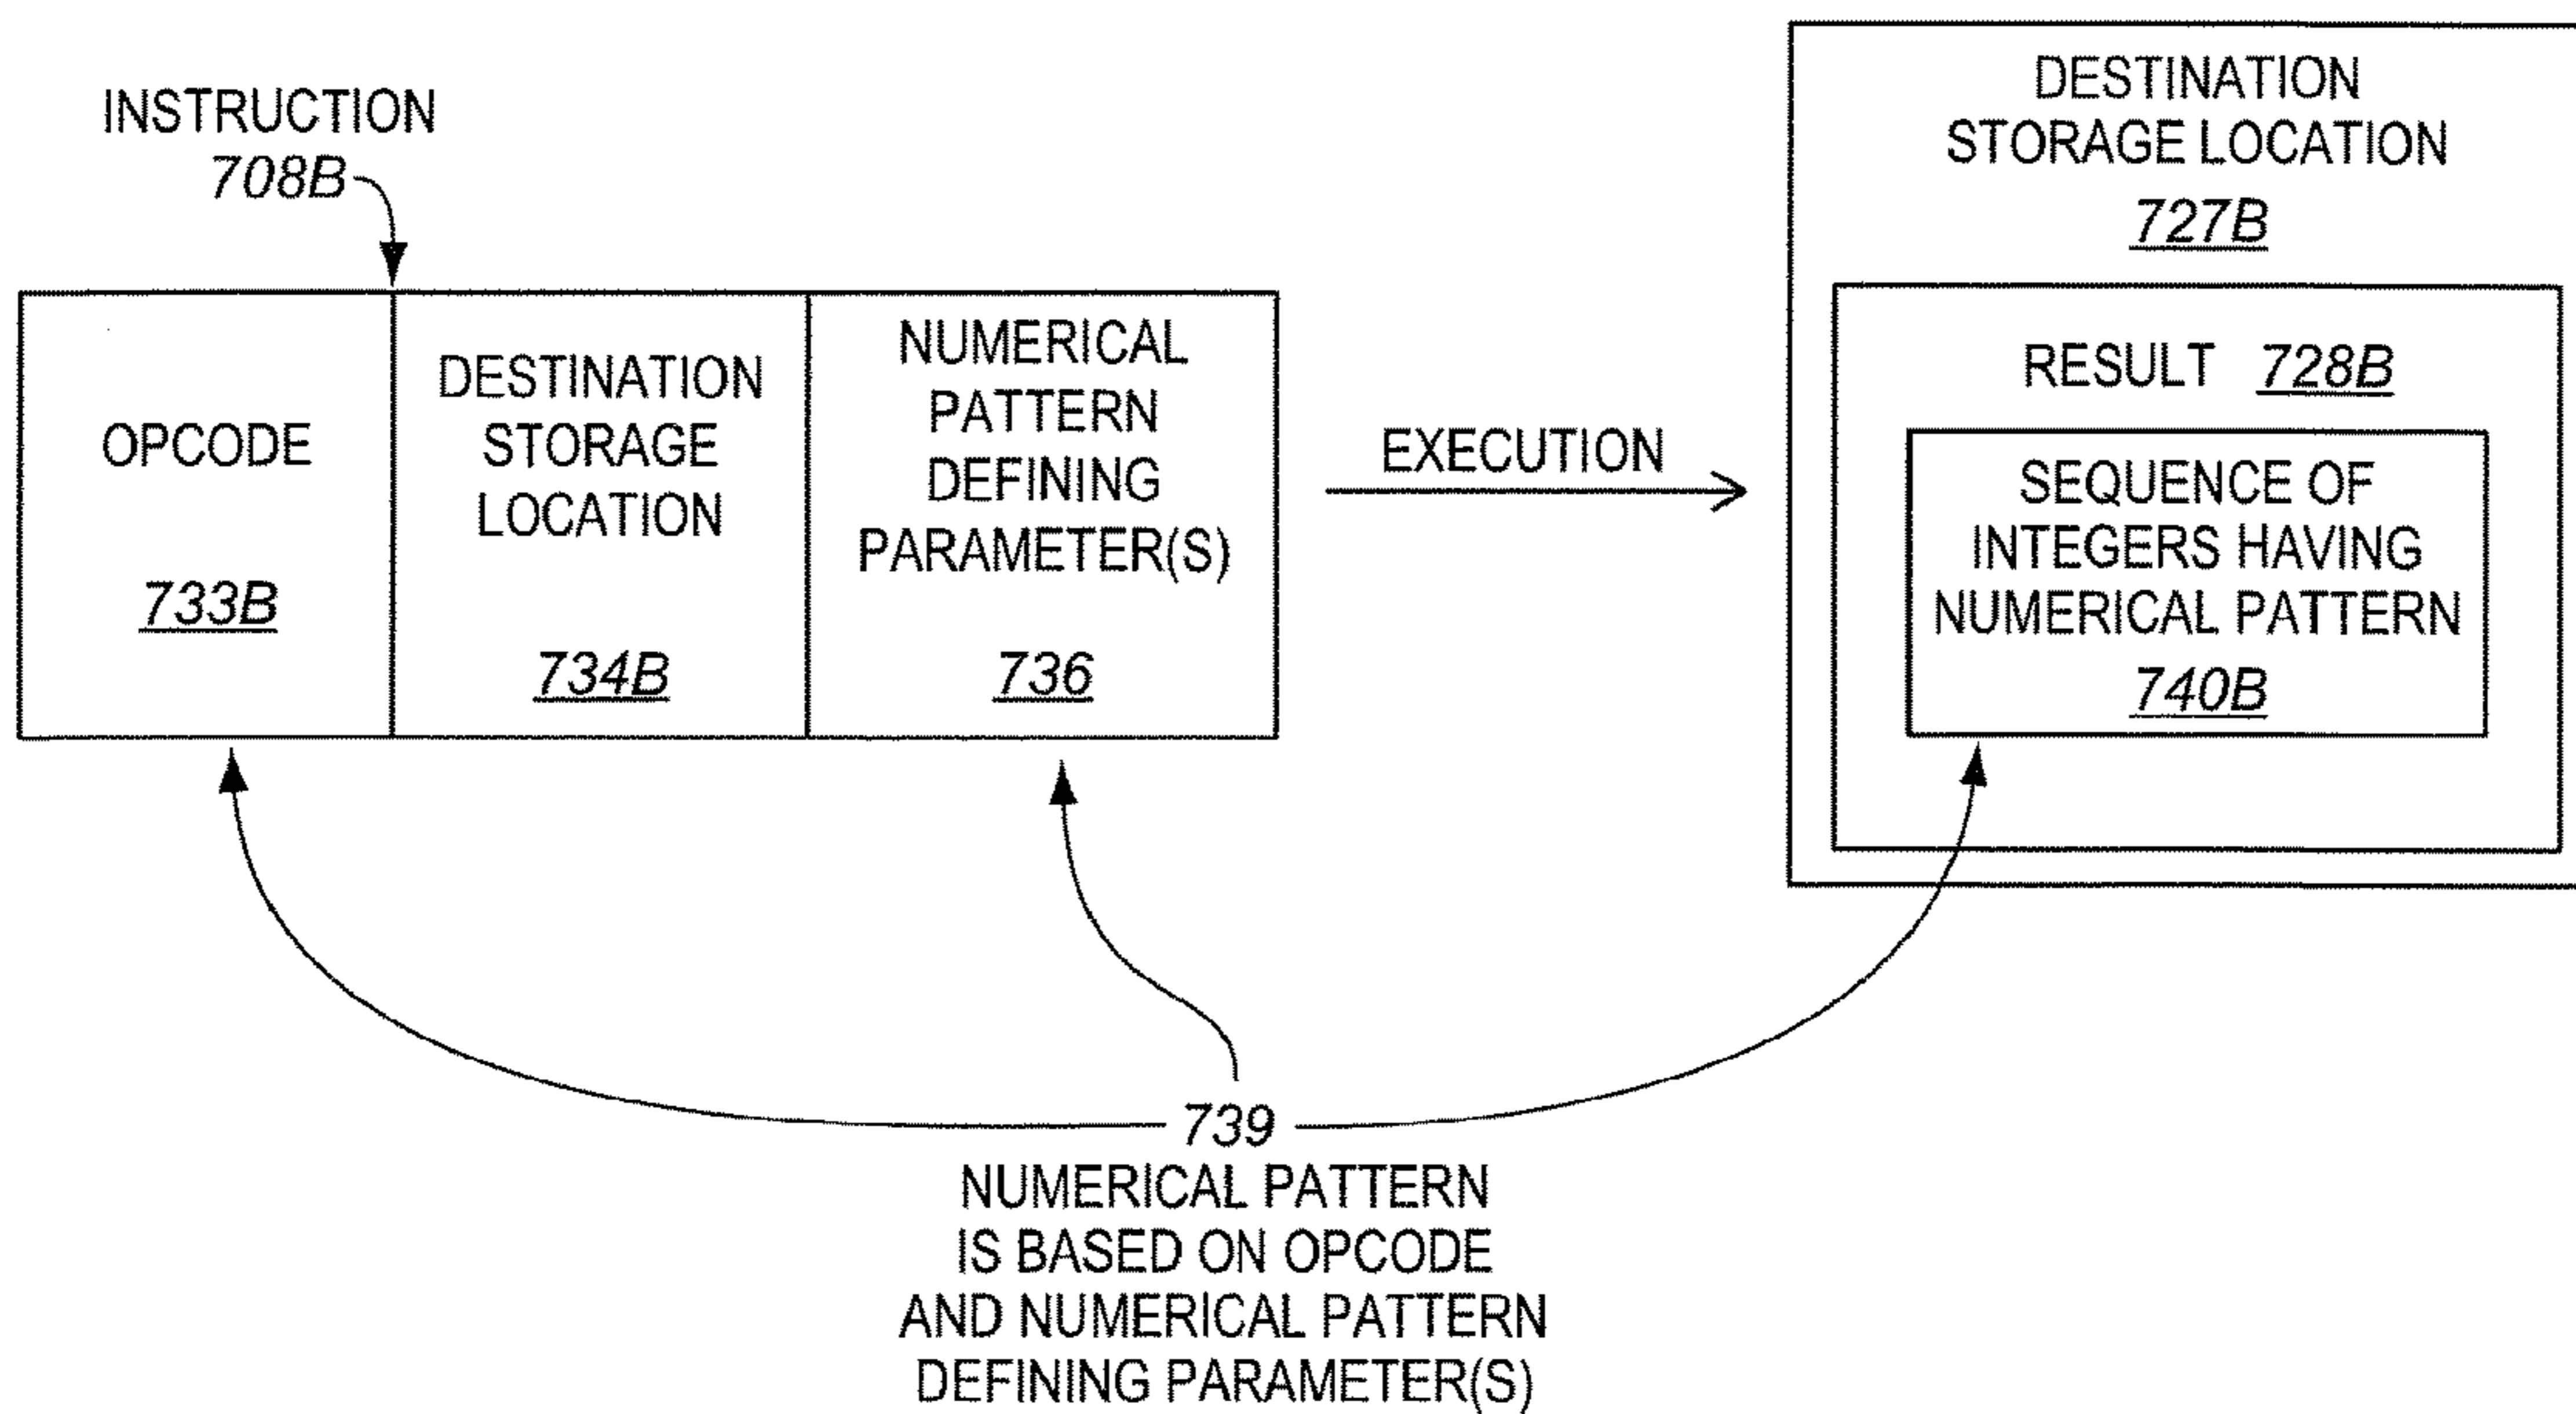 INSTRUCTION
708B
OPCODE
733B
DESTINATION
STORAGE
LOCATION
734B
NUMERICAL
PATTERN
DEFINING
PARAMETER(S)
736
EXECUTION
DESTINATION
STORAGE LOCATION
727B
RESULT 728B
SEQUENCE OF
INTEGERS HAVING
NUMERICAL PATTERN
740B
739
NUMERICAL PATTERN
IS BASED ON OPCODE
AND NUMERICAL PATTERN
DEFINING PARAMETER(S)